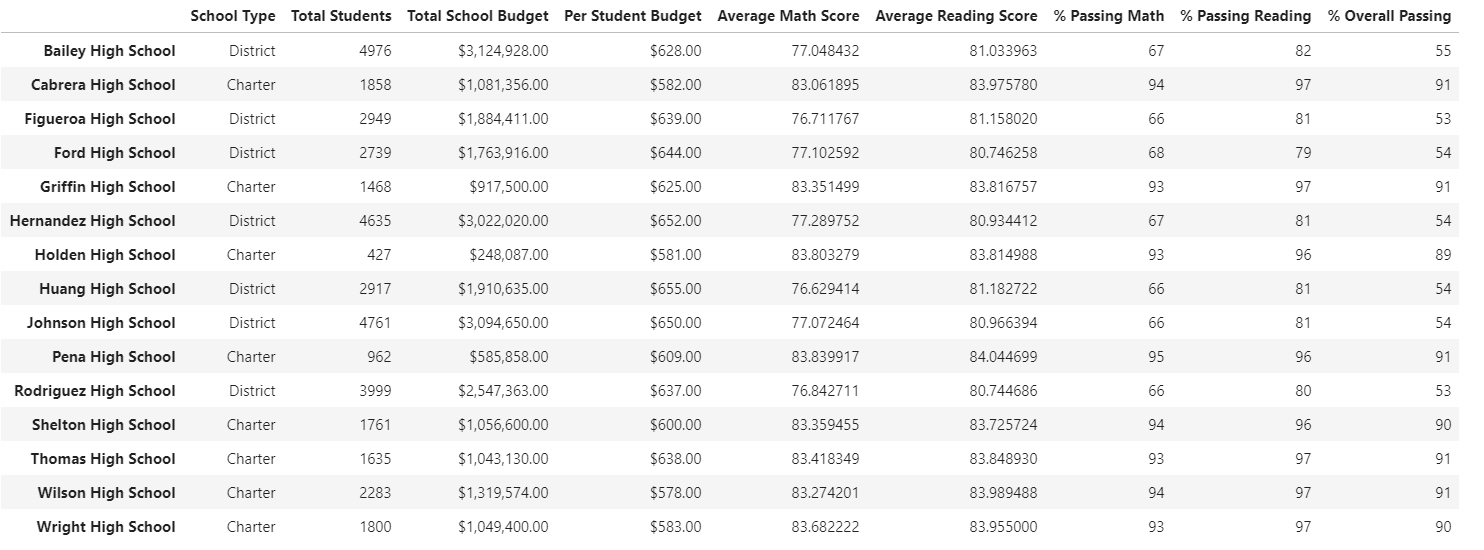 School Type Total Students Total School Budget Per Student Budget Average Math Score Average Reading Score % Passing Math % Passing Reading % Overall Passing
Bailey High School District 4976 $3,124,928.00 $628.00 77.048432 81.033963 67 82 55
Cabrera High School Charter 1858 $1,081,356.00 $582.00 83.061895 83.975780 94 97 91
Figueroa High School District 2949 $1,884,411.00 $639.00 76.711767 81.158020 66 81 53
Ford High School District 2739 $1,763,916.00 $644.00 77.102592 80.746258 68 79 54
Griffin High School Charter 1468 $917,500.00 $625.00 83.351499 83.816757 93 97 91
Hernandez High School District 4635 $3,022,020.00 $652.00 77.289752 80.934412 67 81 54
Holden High School Charter 427 $248,087.00 $581.00 83.803279 83.814988 93 96 89
Huang High School District 2917 $1,910,635.00 $655.00 76.629414 81.182722 66 81 54
Johnson High School District 4761 $3,094,650.00 $650.00 77.072464 80.966394 66 81 54
Pena High School Charter 962 $585,858.00 $609.00 83.839917 84.044699 95 96 91
Rodriguez High School District 3999 $2,547,363.00 $637.00 76.842711 80.744686 66 80 53
Shelton High School Charter 1761 $1,056,600.00 $600.00 83.359455 83.725724 94 96 90
Thomas High School Charter 1635 $1,043,130.00 $638.00 83.418349 83.848930 93 97 91
Wilson High School Charter 2283 $1,319,574.00 $578.00 83.274201 83.989488 94 97 91
Wright High School Charter 1800 $1,049,400.00 $583.00 83.682222 83.955000 93 97 90